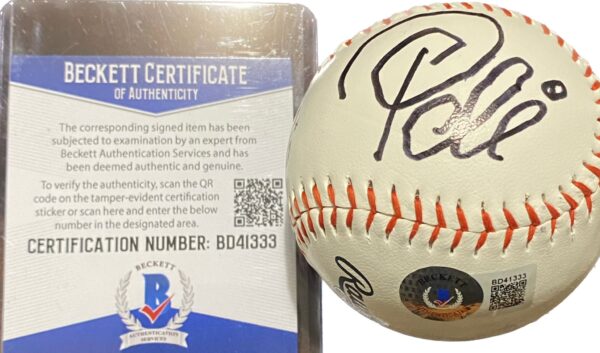 BECKETT CERTIFICATE
OF AUTHENTICITY
The corresponding signed item has been
subjected to examination by an expert from
Beckett Authentication Services and has
been deemed authentic and genuine.
To verify the authenticity, scan the QR
code on the tamper-evident certification
sticker or scan here and enter the below
number in the designated area.
CERTIFICATION NUMBER: BD41333
BECKETT
B
AUTHENTICATION
SERVICES
BECKETT
B
BD41333